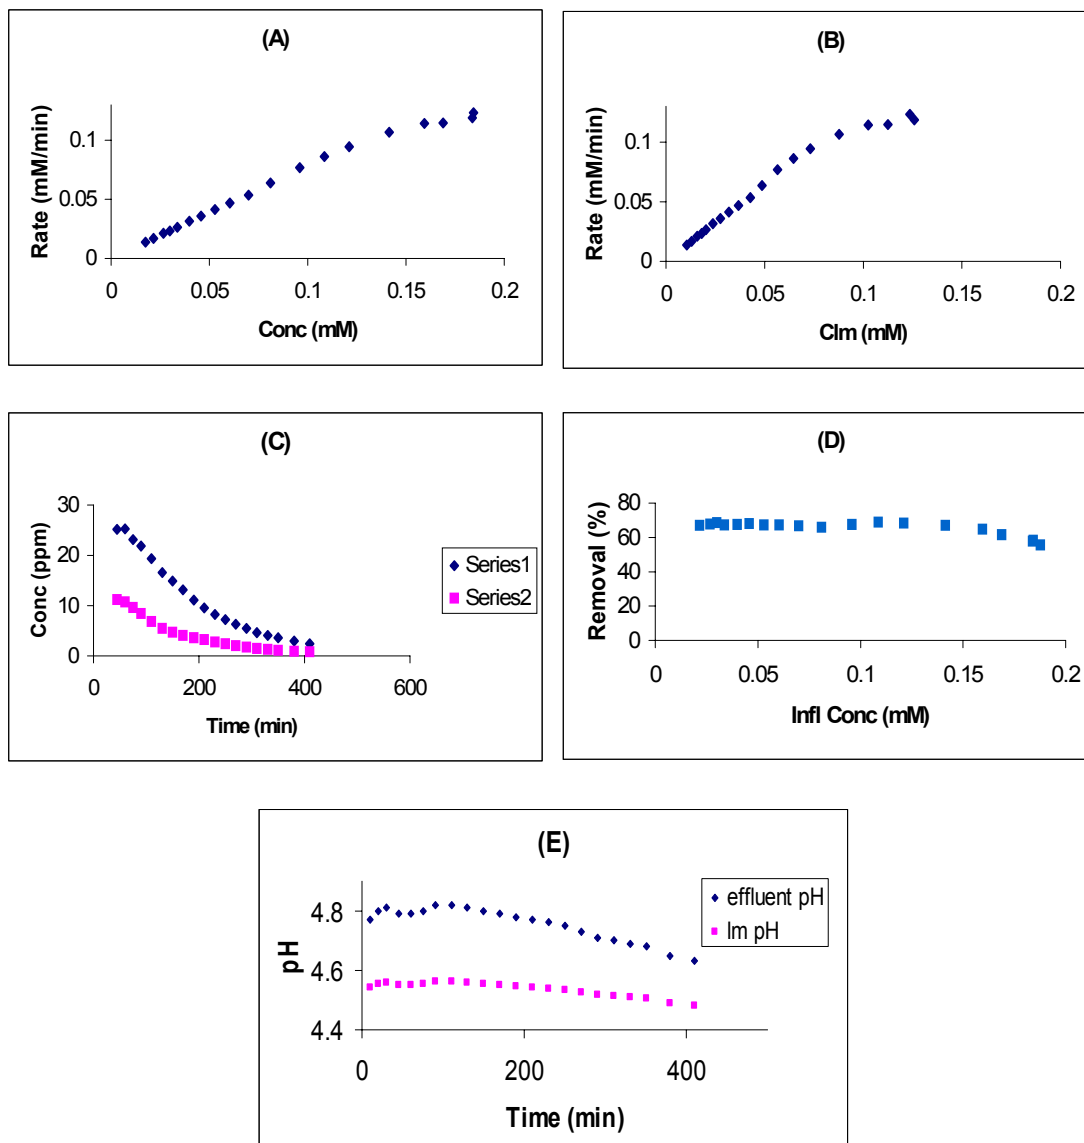 (A)
Rate (mM/min)
0.1
0.05
0
0 0.05 0.1 0.15 0.2
Conc (mM)
(B)
Rate (mM/min)
0.1
0.05
0
0 0.05 0.1 0.15 0.2
Clm (mM)
(C)
Conc (ppm)
30
20
10
0
0 200 400 600
Time (min)
Series1
Series2
(D)
Removal (%)
80
60
40
20
0
0 0.05 0.1 0.15 0.2
Infl Conc (mM)
(E)
pH
4.8
4.6
4.4
0 200 400
Time (min)
effluent pH
lm pH